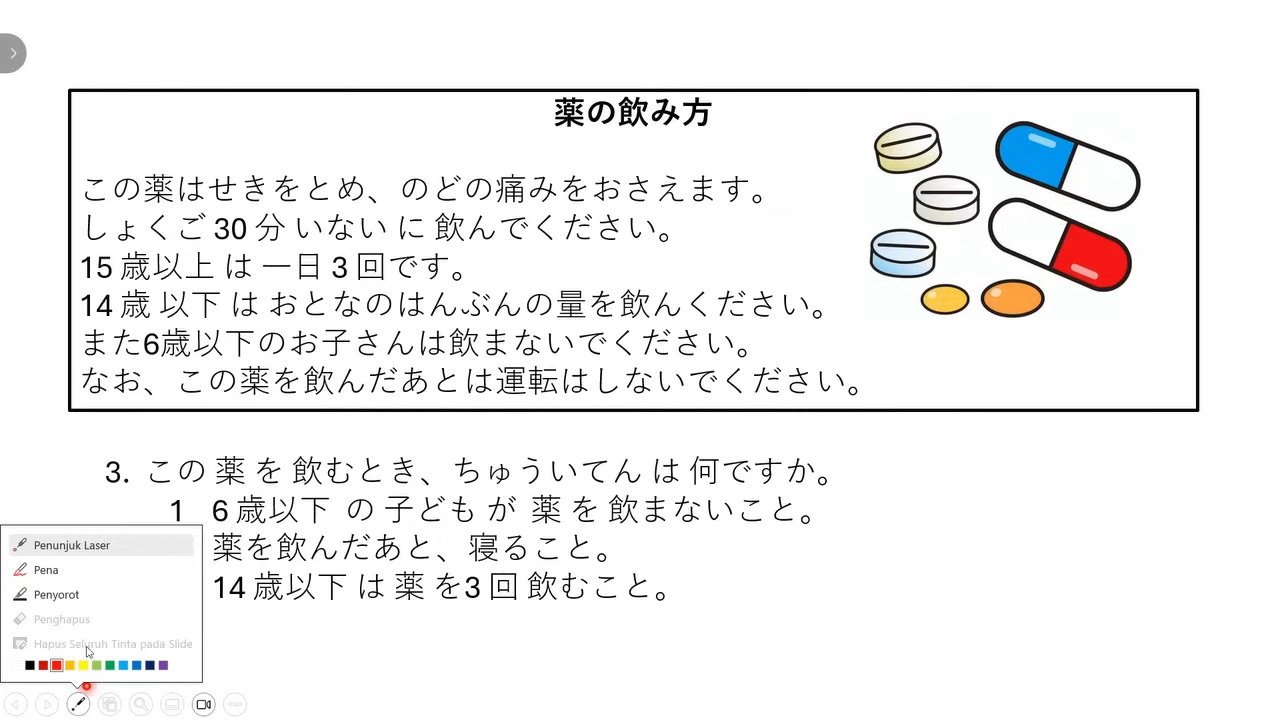 薬の飲み方
この薬はせきをとめ、のどの痛みをおさえます。
しょくご 30 分 いない に 飲んでください。
15 歳以上 は 一日 3 回です。
14 歳 以下 は おとなのはんぶんの量を飲んください。
また6歳以下のお子さんは飲まないでください。
なお、この薬を飲んだあとは運転はしないでください。
3. この 薬 を 飲むとき、ちゅういてん は 何ですか。
1 6 歳以下 の 子ども が 薬 を 飲まないこと。
薬を飲んだあと、寝ること。
14 歳以下 は 薬 を3 回 飲むこと。
Penunjuk Laser
Pena
Penyorot
Penghapus
Hapus Seluruh Tinta pada Slide